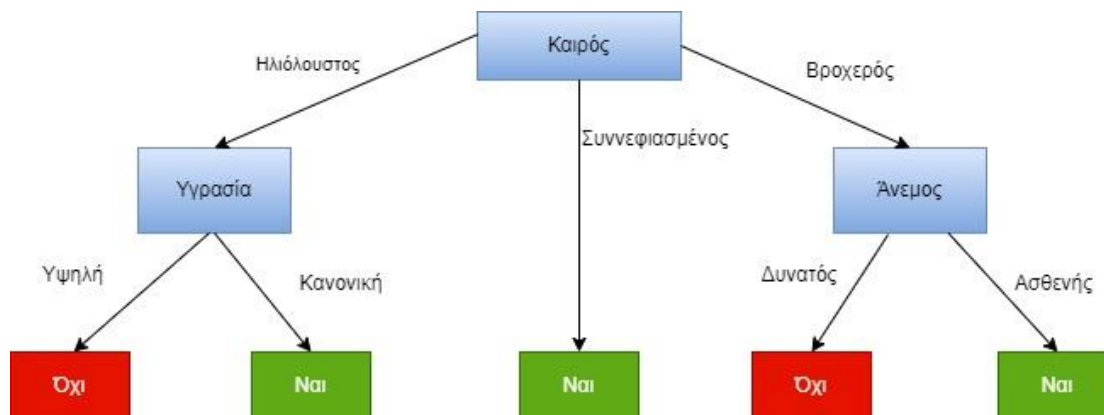 Καιρός
Ηλιόλουστος
Βροχερός
Συννεφιασμένος
Υγρασία
Άνεμος
Υψηλή
Κανονική
Δυνατός
Ασθενής
Όχι
Ναι
Ναι
Όχι
Ναι